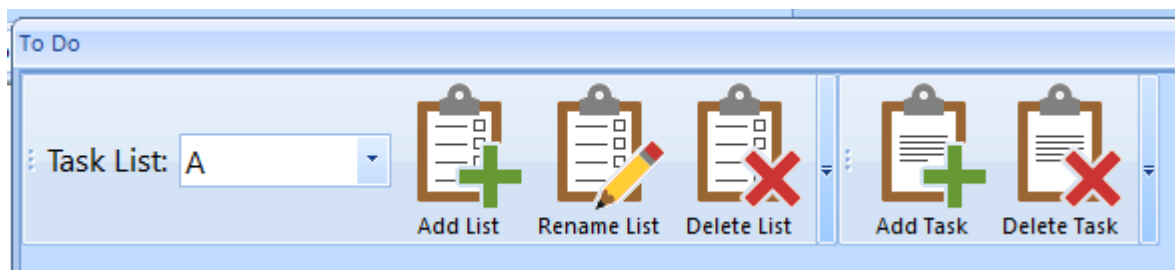 To Do
Task List: A
Add List Rename List Delete List Add Task Delete Task